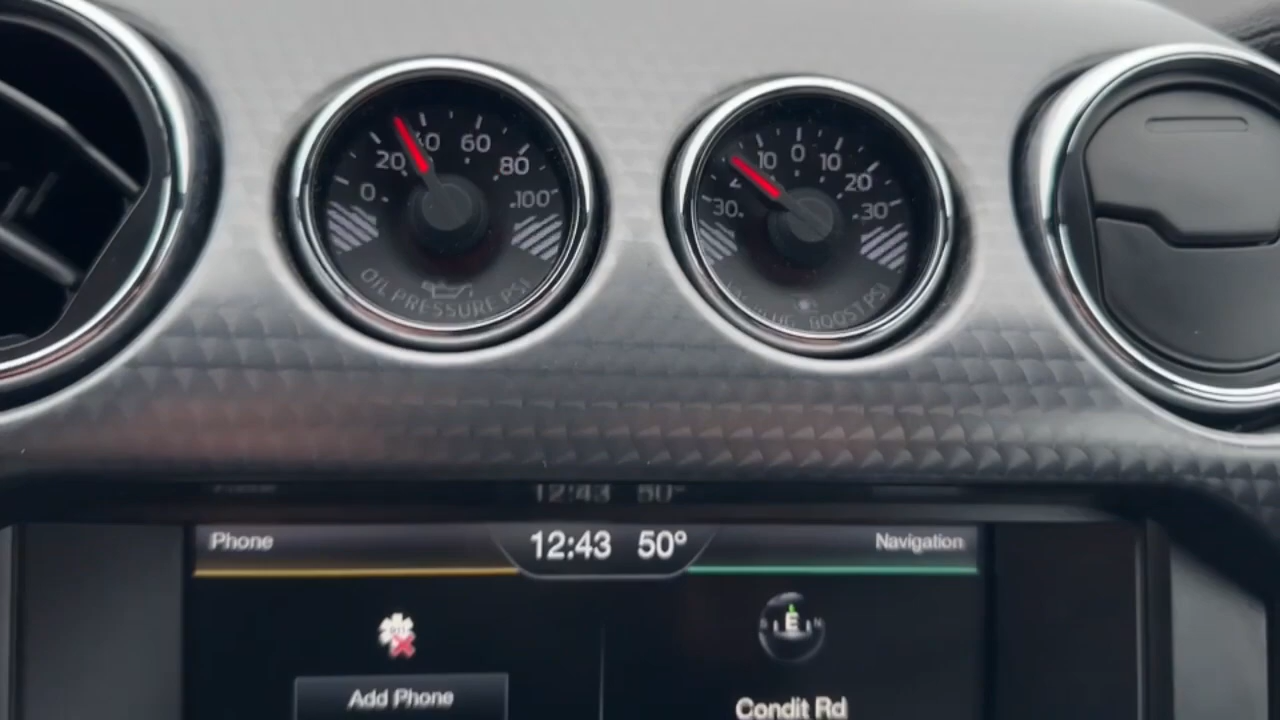 0 20 40 60 80 100
OIL PRESSURE PSI
30 10 0 10 20 30
BOOST PSI
12:43 50°
Phone
12:43 50°
Navigation
911
E
Add Phone
Condit Rd